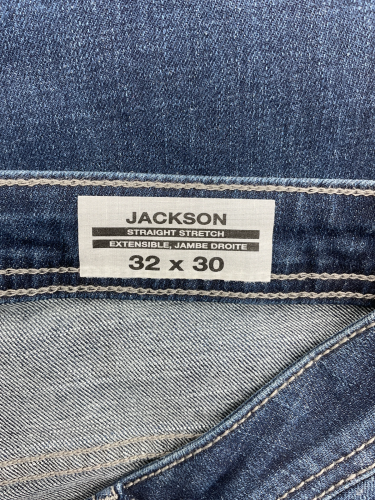 JACKSON
STRAIGHT STRETCH
EXTENSIBLE, JAMBE DROITE
32 x 30